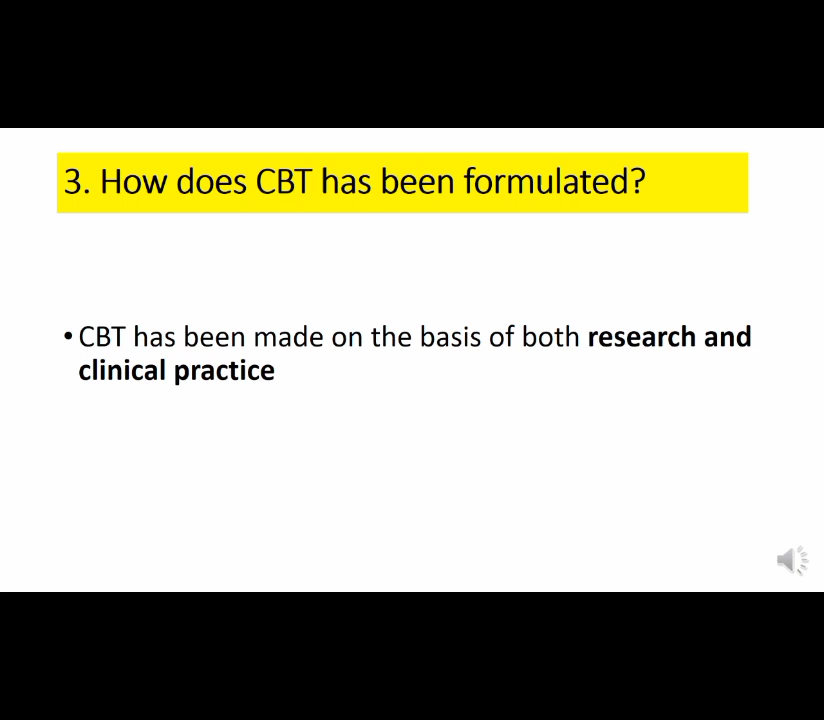 3. How does CBT has been formulated?
• CBT has been made on the basis of both research and
clinical practice